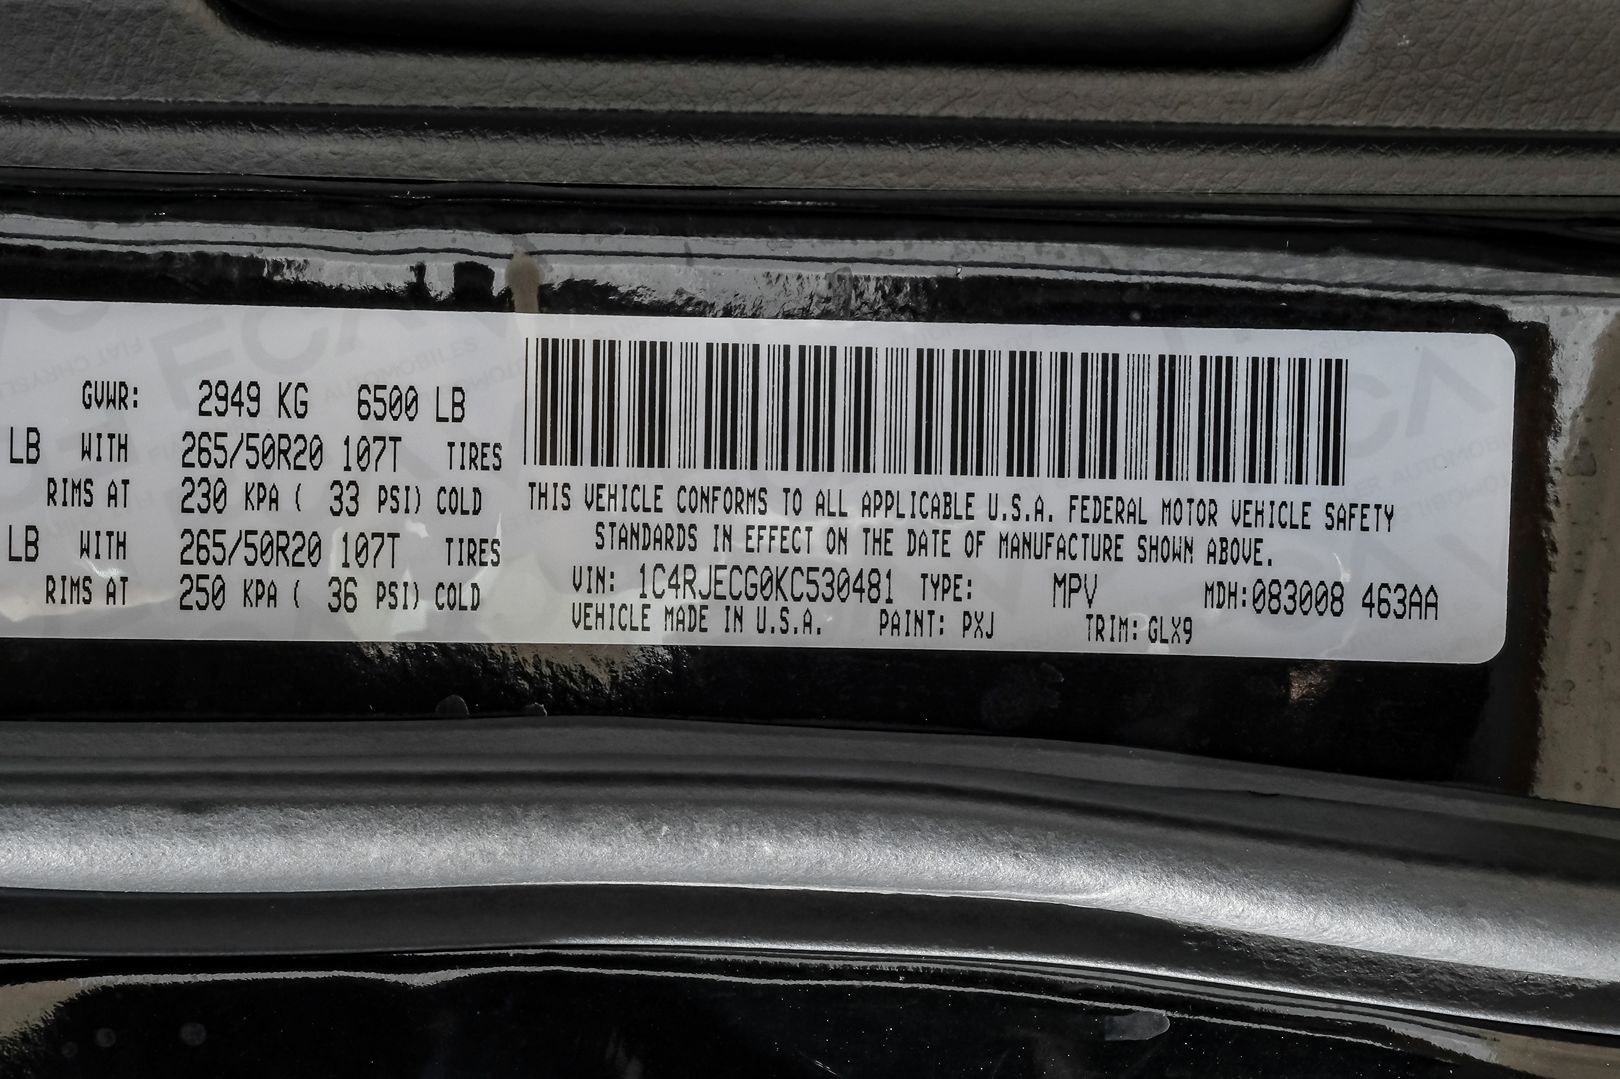 GVWR: 2949 KG 6500 LB
LB WITH 265/50R20 107T TIRES
RIMS AT 230 KPA ( 33 PSI) COLD
LB WITH 265/50R20 107T TIRES
RIMS AT 250 KPA ( 36 PSI) COLD
THIS VEHICLE CONFORMS TO ALL APPLICABLE U.S.A. FEDERAL MOTOR VEHICLE SAFETY
STANDARDS IN EFFECT ON THE DATE OF MANUFACTURE SHOWN ABOVE.
VIN: 1C4RJECG0KC530481 TYPE: MPV MDH:083008 463AA
VEHICLE MADE IN U.S.A. PAINT: PXJ TRIM: GLX9